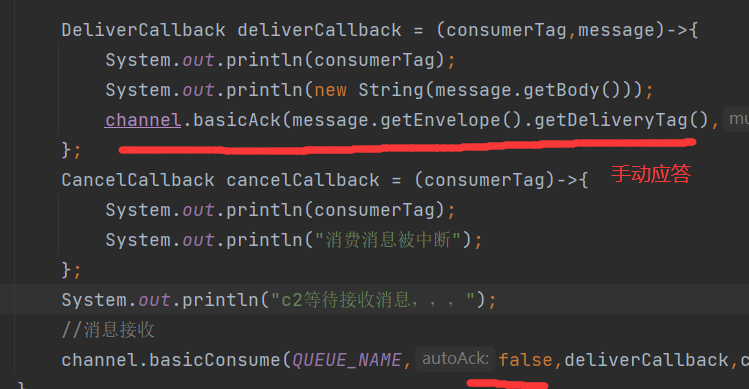 DeliverCallback deliverCallback = (consumerTag,message)->{
System.out.println(consumerTag);
System.out.println(new String(message.getBody()));
channel.basicAck(message.getEnvelope().getDeliveryTag(), mu
};
手动应答
CancelCallback cancelCallback = (consumerTag)->{
System.out.println(consumerTag);
System.out.println("消费消息被中断");
};
System.out.println("c2等待接收消息，，，");
//消息接收
channel.basicConsume(QUEUE_NAME, autoAck: false,deliverCallback,c
}